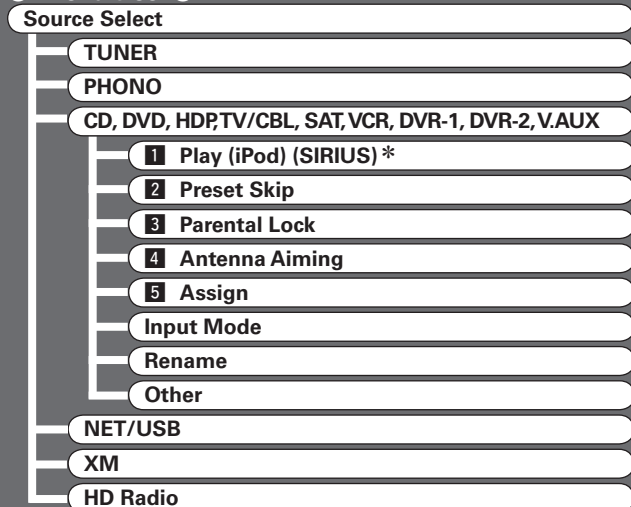 Source Select
TUNER
PHONO
CD, DVD, HDP, TV/CBL, SAT, VCR, DVR-1, DVR-2, V.AUX
1 Play (iPod) (SIRIUS)*
2 Preset Skip
3 Parental Lock
4 Antenna Aiming
5 Assign
Input Mode
Rename
Other
NET/USB
XM
HD Radio